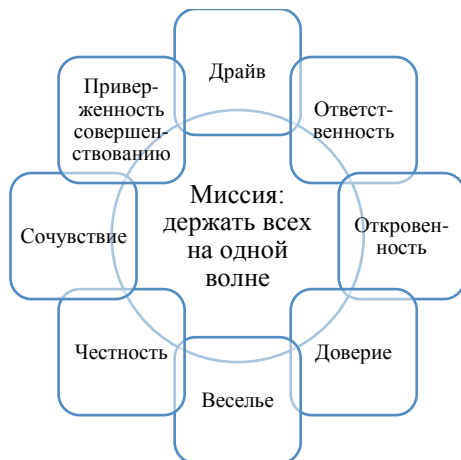 Драйв
Ответст-
венность
Откровен-
ность
Доверие
Веселье
Честность
Сочувствие
Привер-
женность
совершен-
ствованию
Миссия:
держать всех
на одной
волне